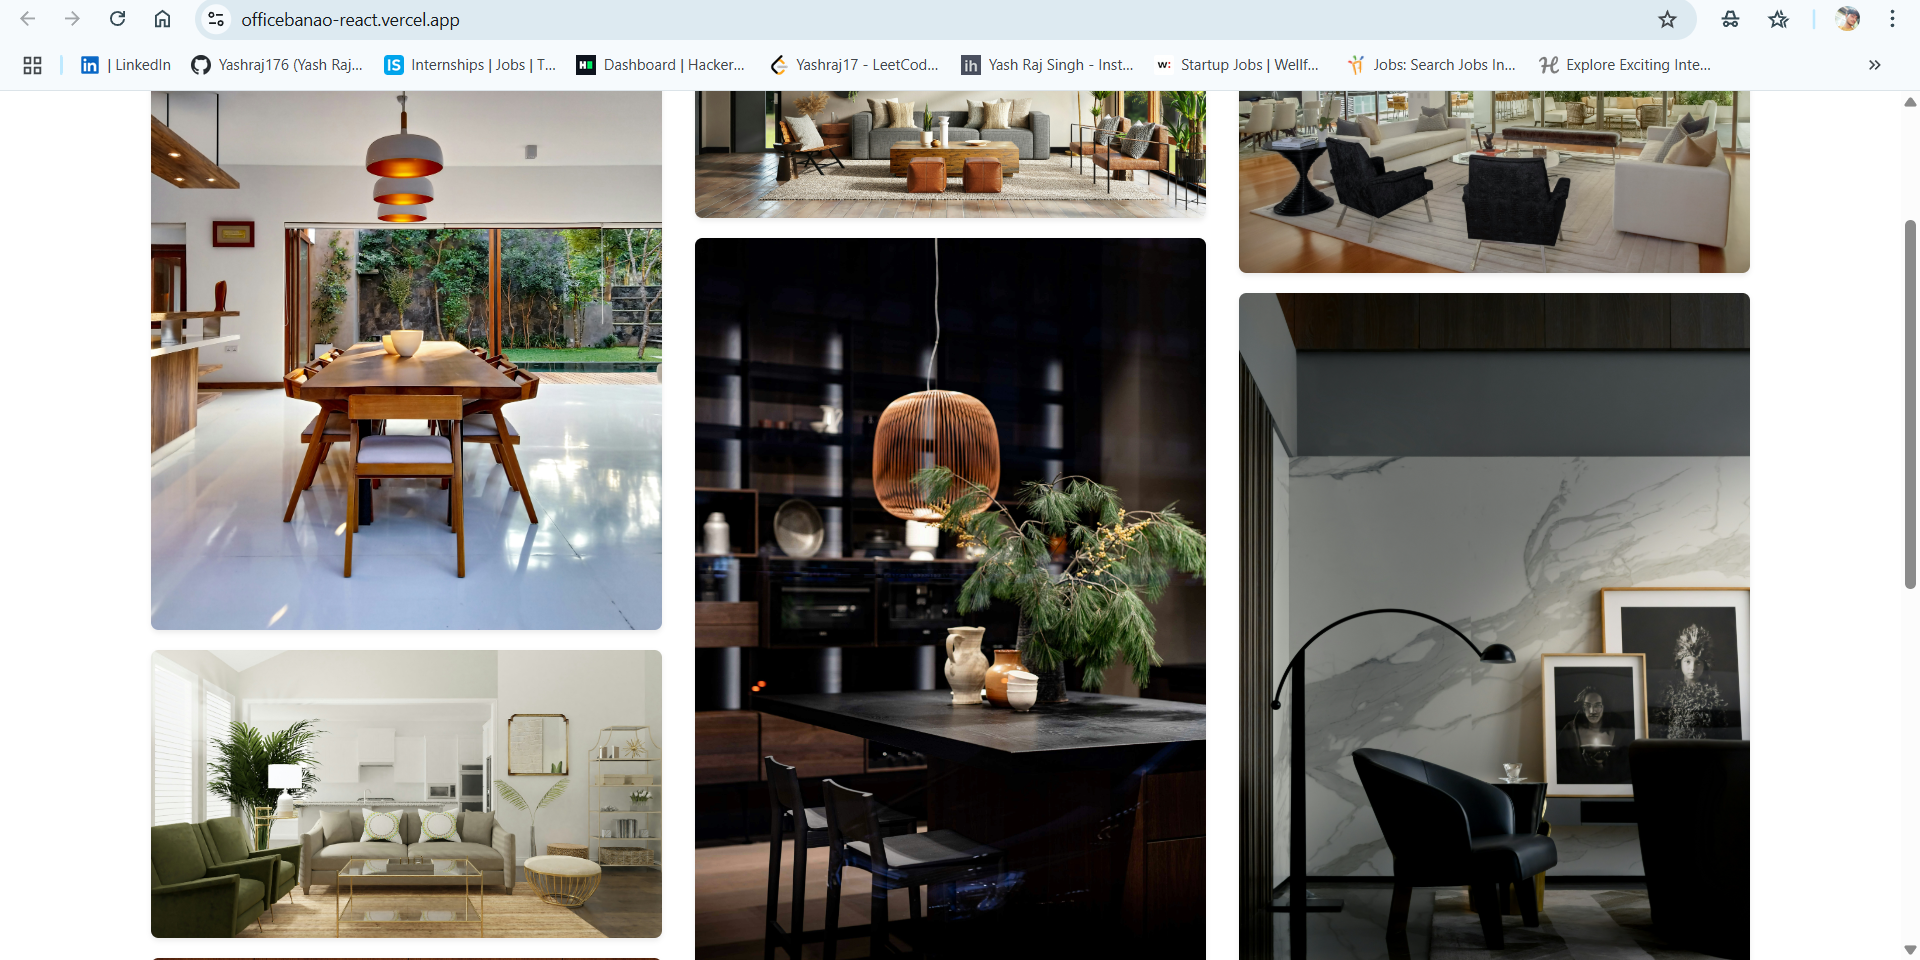 officebanao-react.vercel.app
| LinkedIn
Yashraj176 (Yash Raj...
Internships | Jobs | T...
Dashboard | Hacker...
Yashraj17 - LeetCod...
Yash Raj Singh - Inst...
Startup Jobs | Wellf...
Jobs: Search Jobs In...
Explore Exciting Inte...